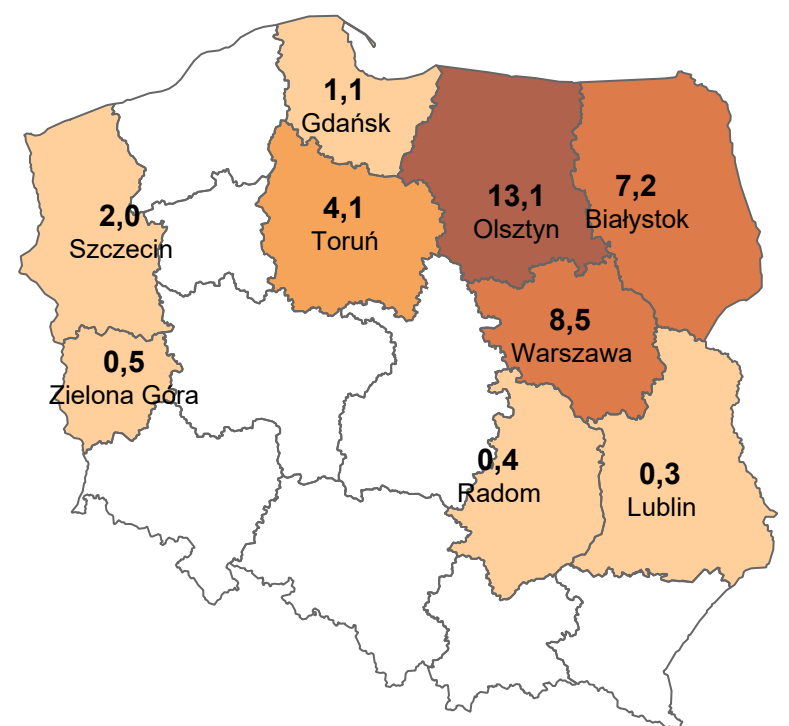 1,1
Gdańsk
13,1
Olsztyn
7,2
Białystok
2,0
Szczecin
4,1
Toruń
8,5
Warszawa
0,5
Zielona Góra
0,4
Radom
0,3
Lublin